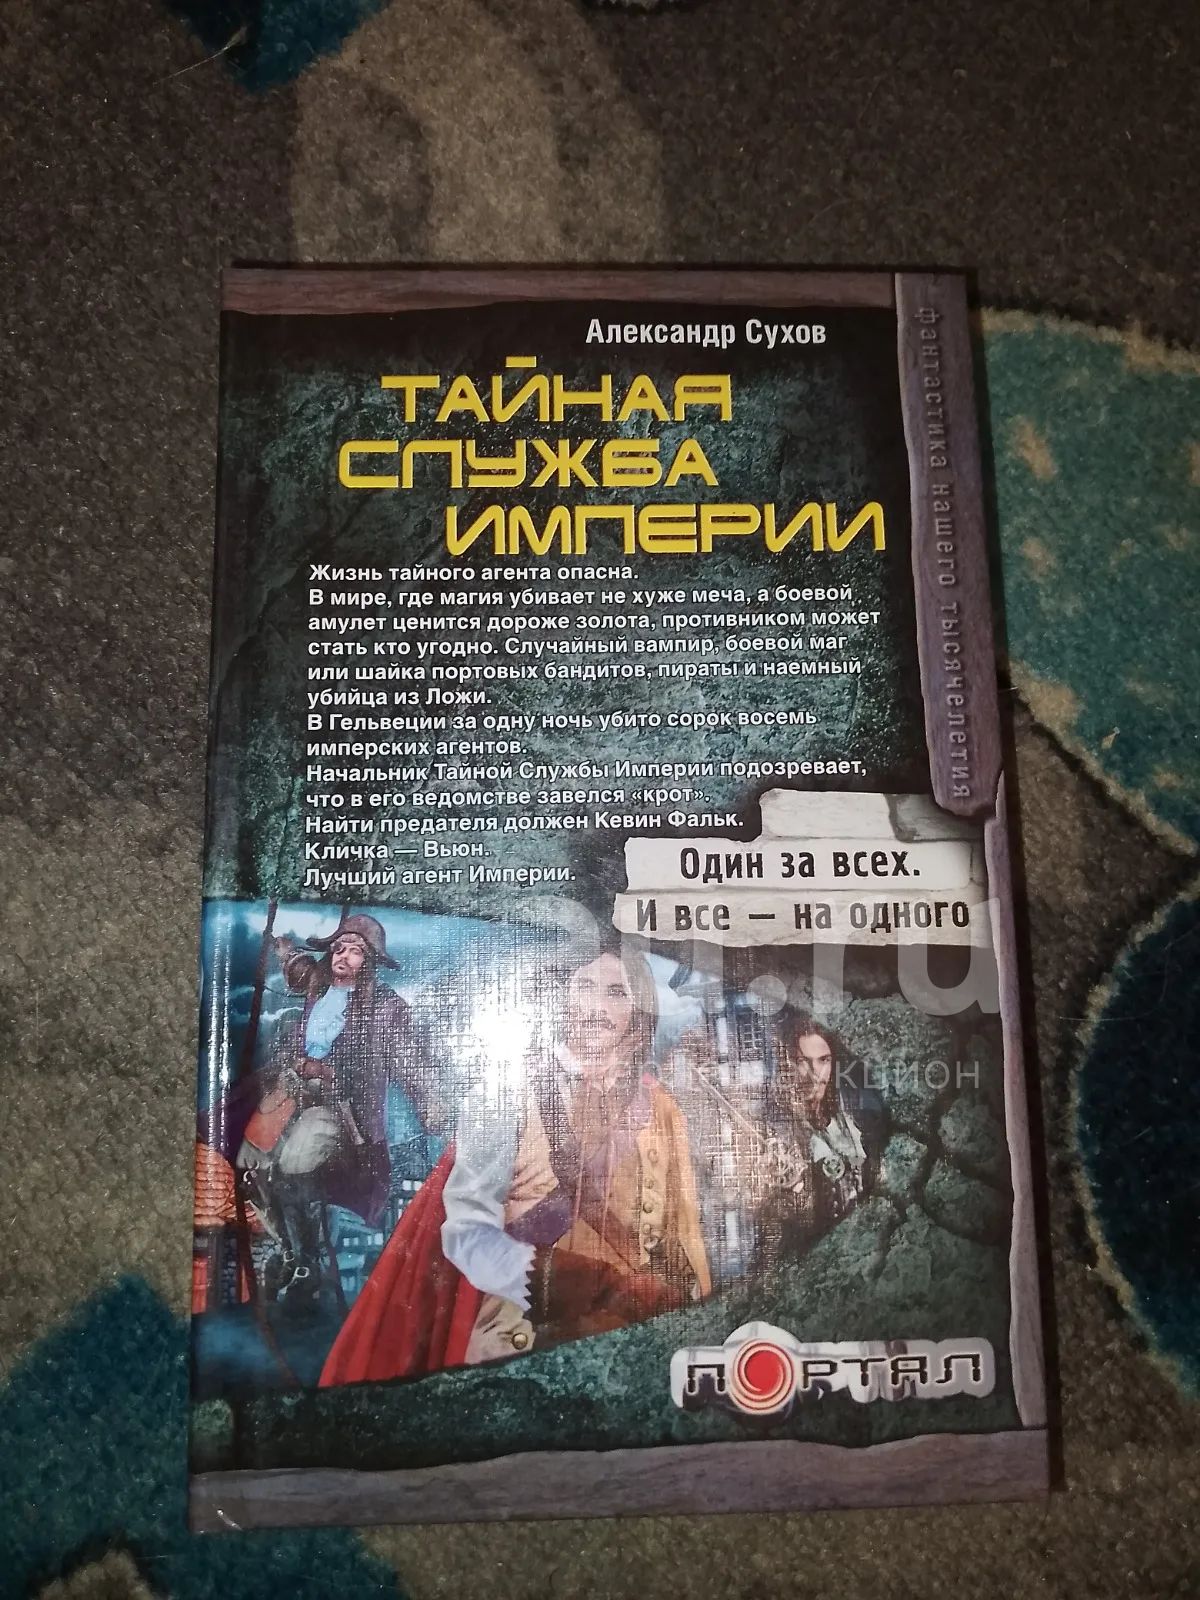 Александр Сухов
ТАЙНАЯ
СЛУЖБА
ИМПЕРИИ
Жизнь тайного агента опасна.
В мире, где магия убивает не хуже меча, а боевой
амулет ценится дороже золота, противником может
стать кто угодно. Случайный вампир, боевой маг
или шайка портовых бандитов, пираты и наемный
убийца из Ложи.
В Гельвеции за одну ночь убито сорок восемь
имперских агентов.
Начальник Тайной Службы Империи подозревает,
что в его ведомстве завелся «крот».
Найти предателя должен Кевин Фальк.
Кличка — Вьюн.
Лучший агент Империи.
Один за всех.
И все — на одного
фантастика нашего тысячелетия
ПОРТАЛ
au.ru